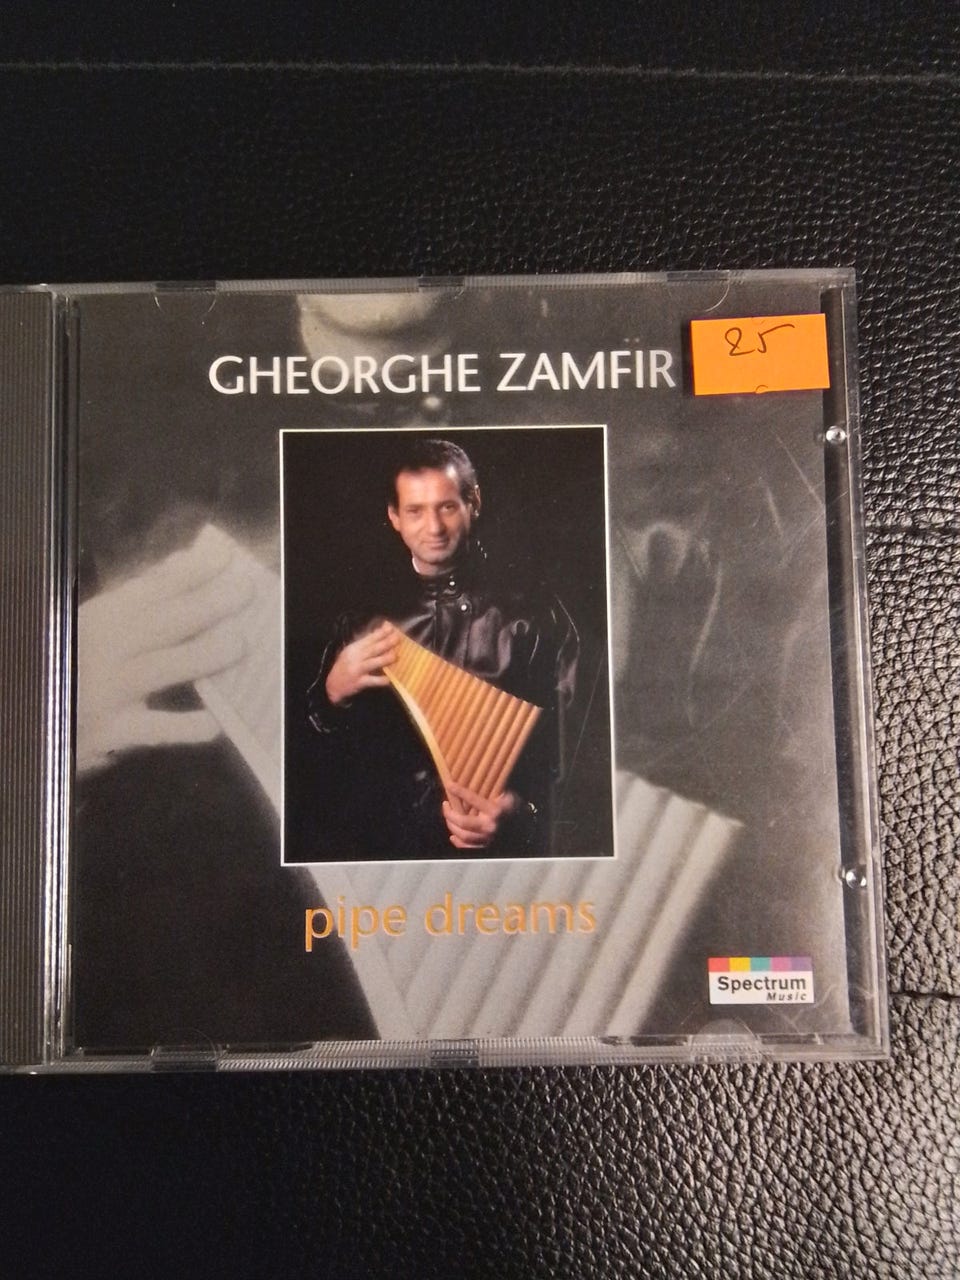 GHEORGHE ZAMFIR
25
pipe dreams
Spectrum
Music